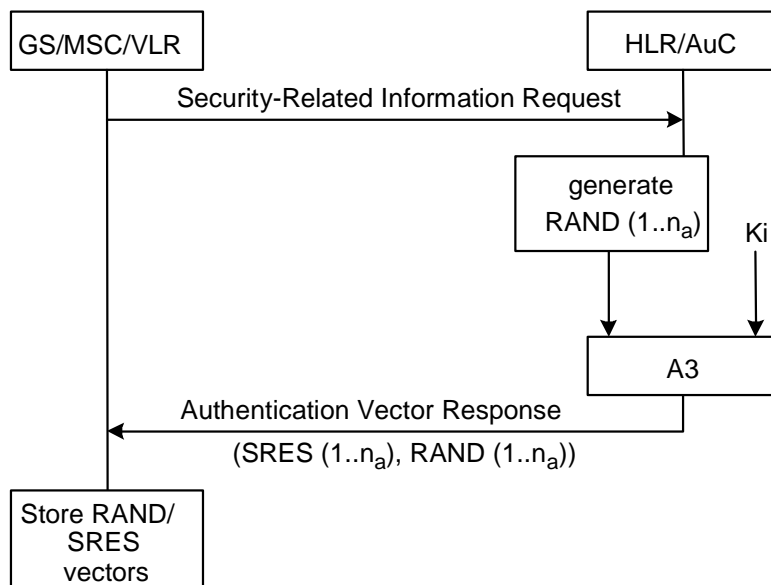 GS/MSC/VLR
HLR/AuC
Security-Related Information Request
generate
RAND (1..nₐ)
Ki
A3
Authentication Vector Response
(SRES (1..nₐ), RAND (1..nₐ))
Store RAND/
SRES
vectors